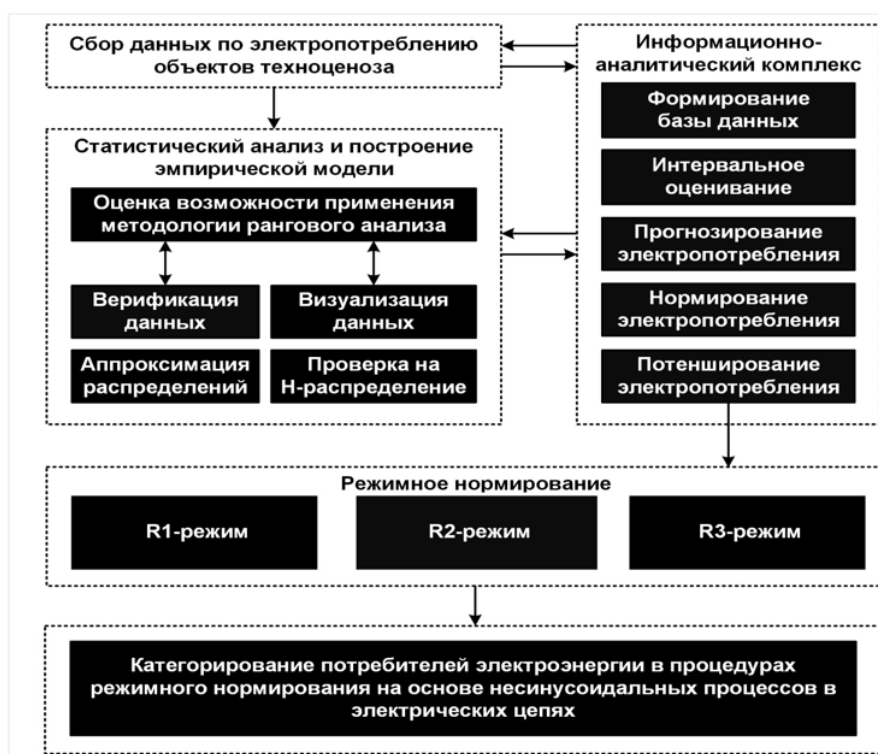 Сбор данных по электропотреблению
объектов техноценоза
Информационно-
аналитический комплекс
Формирование
базы данных
Интервальное
оценивание
Прогнозирование
электропотребления
Нормирование
электропотребления
Потенширование
электропотребления
Статистический анализ и построение
эмпирической модели
Оценка возможности применения
методологии рангового анализа
Верификация
данных
Визуализация
данных
Аппроксимация
распределений
Проверка на
Н-распределение
Режимное нормирование
R1-режим
R2-режим
R3-режим
Категорирование потребителей электроэнергии в процедурах
режимного нормирования на основе несинусоидальных процессов в
электрических цепях